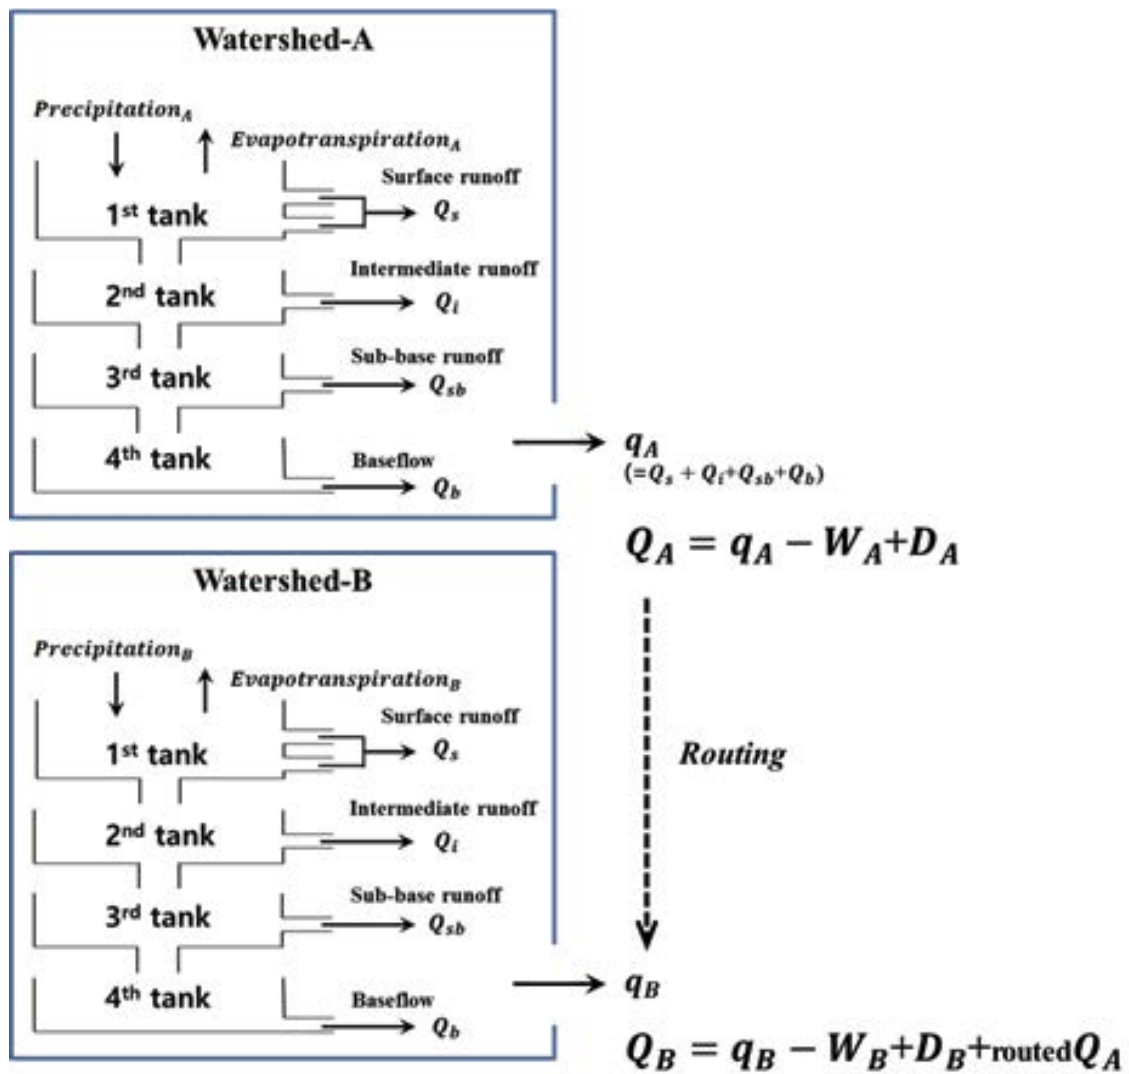 Watershed-A
Precipitation_A
Evapotranspiration_A
Surface runoff
1st tank
Q_s
Intermediate runoff
2nd tank
Q_i
Sub-base runoff
3rd tank
Q_sb
4th tank
Baseflow
Q_b
q_A
(=Q_s + Q_i+Q_sb+Q_b)
Q_A = q_A − W_A+D_A
Watershed-B
Precipitation_B
Evapotranspiration_B
Surface runoff
1st tank
Q_s
Routing
Intermediate runoff
2nd tank
Q_i
Sub-base runoff
3rd tank
Q_sb
4th tank
Baseflow
Q_b
q_B
Q_B = q_B − W_B+D_B+routedQ_A